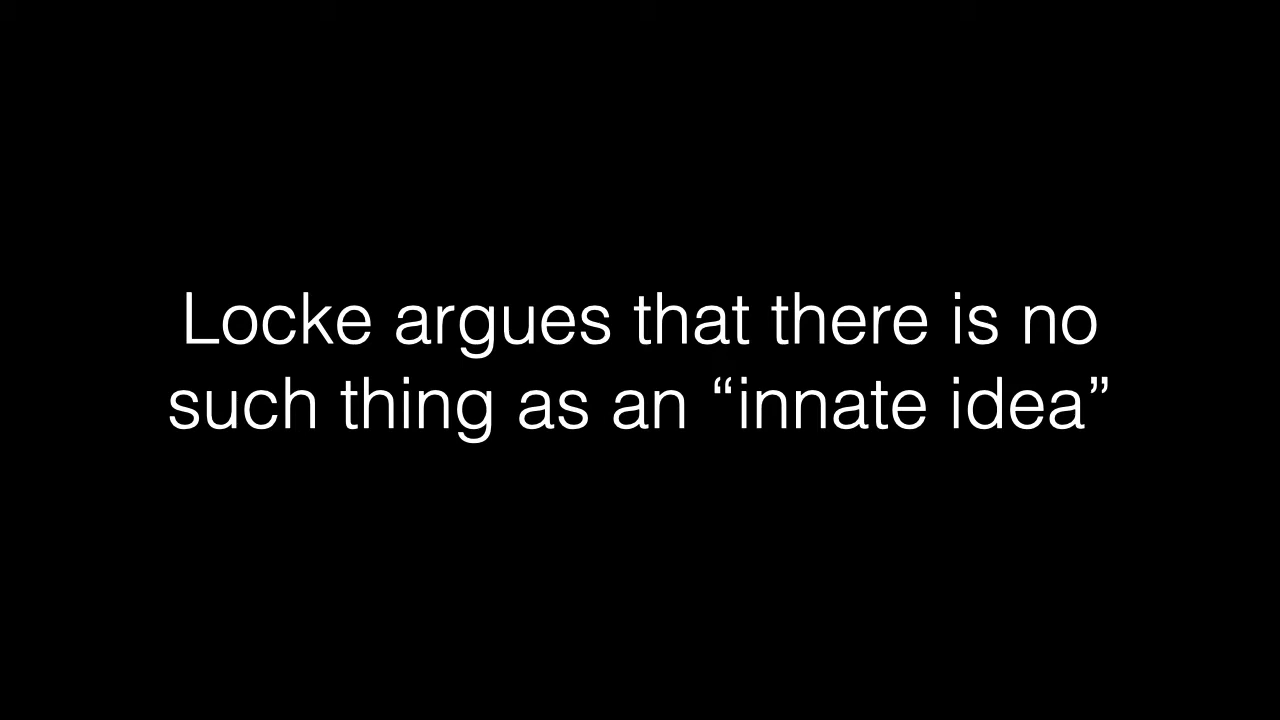 Locke argues that there is no
such thing as an “innate idea”